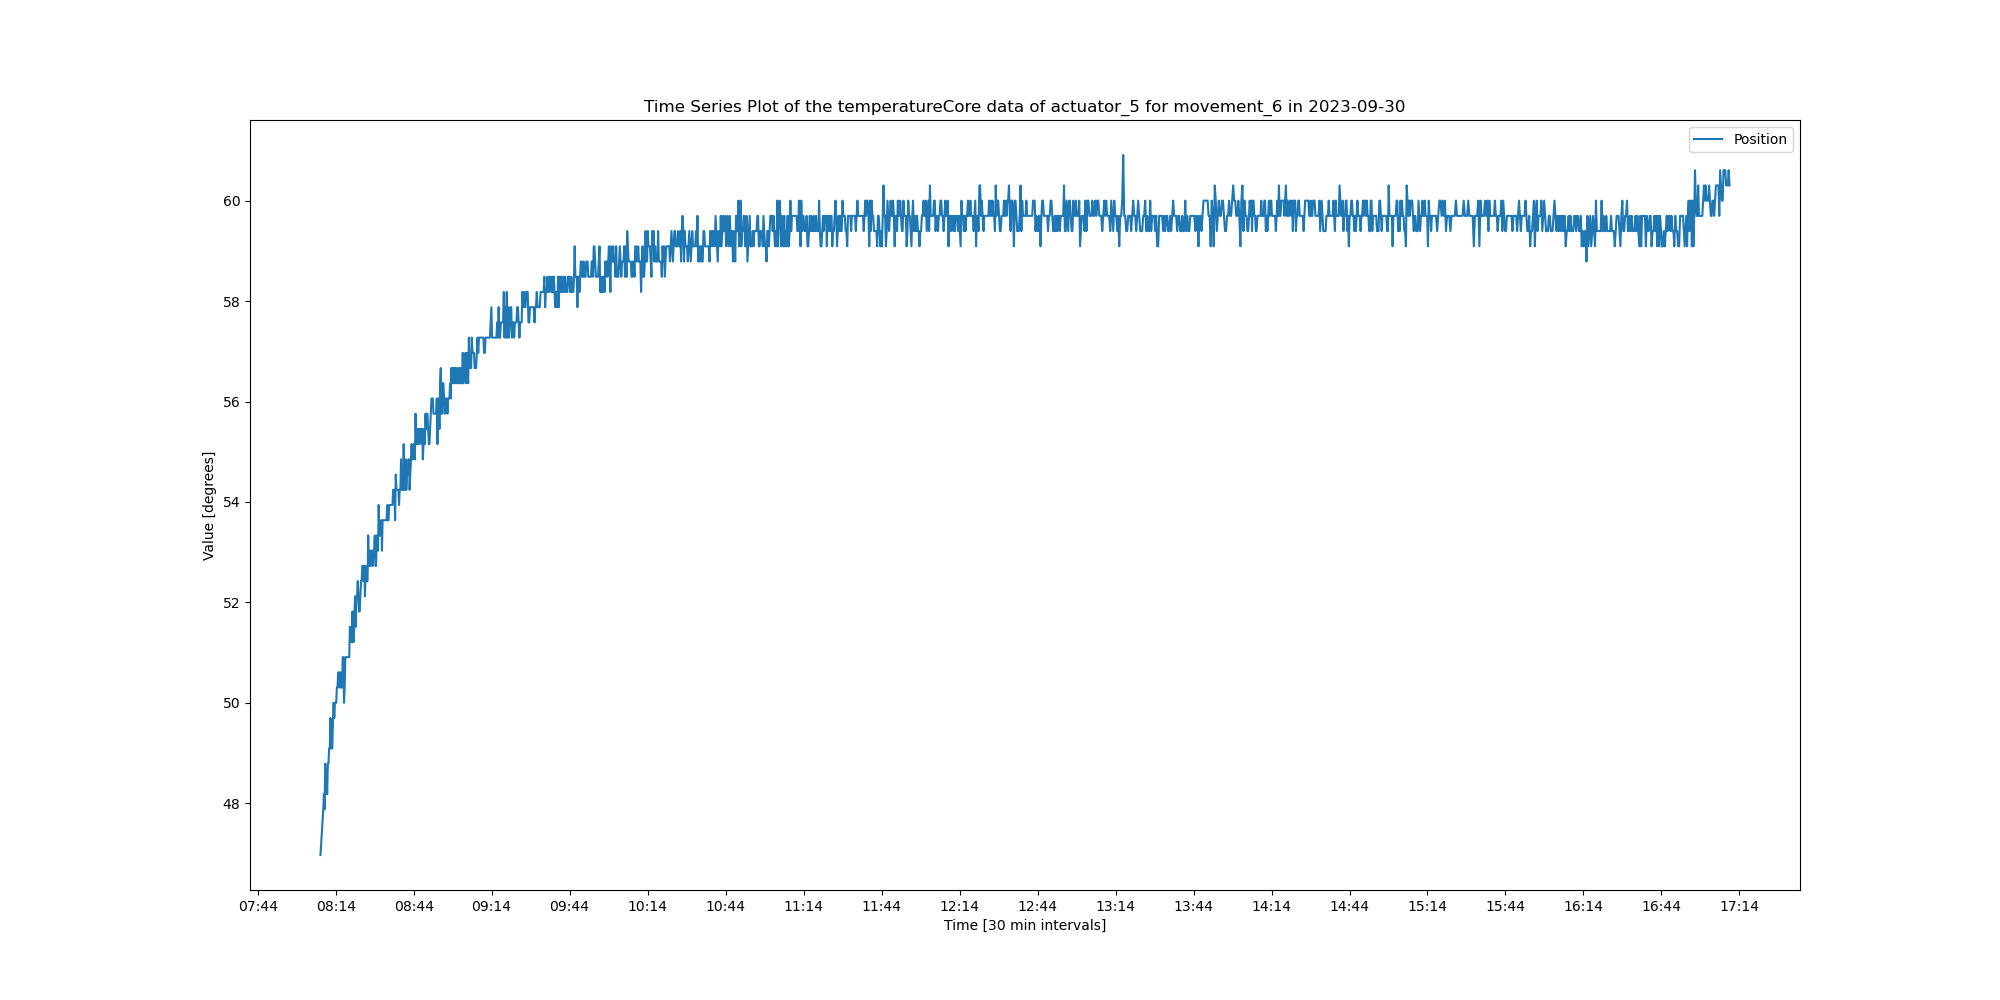 Time Series Plot of the temperatureCore data of actuator_5 for movement_6 in 2023-09-30
Position
60
58
56
54
52
50
48
Value [degrees]
07:44 08:14 08:44 09:14 09:44 10:14 10:44 11:14 11:44 12:14 12:44 13:14 13:44 14:14 14:44 15:14 15:44 16:14 16:44 17:14
Time [30 min intervals]